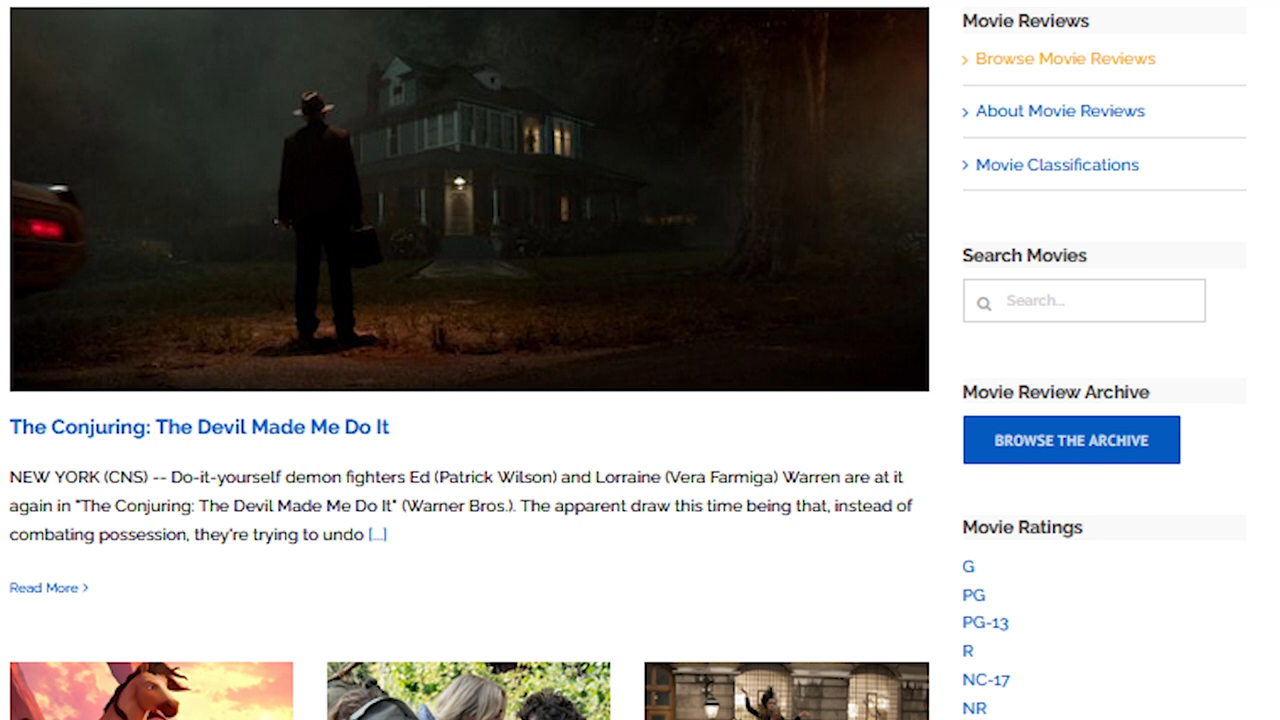 The Conjuring: The Devil Made Me Do It
NEW YORK (CNS) -- Do-it-yourself demon fighters Ed (Patrick Wilson) and Lorraine (Vera Farmiga) Warren are at it
again in "The Conjuring: The Devil Made Me Do It" (Warner Bros.). The apparent draw this time being that, instead of
combating possession, they're trying to undo [...]
Read More >
Movie Reviews
> Browse Movie Reviews
> About Movie Reviews
> Movie Classifications
Search Movies
Search...
Movie Review Archive
BROWSE THE ARCHIVE
Movie Ratings
G
PG
PG-13
R
NC-17
NR